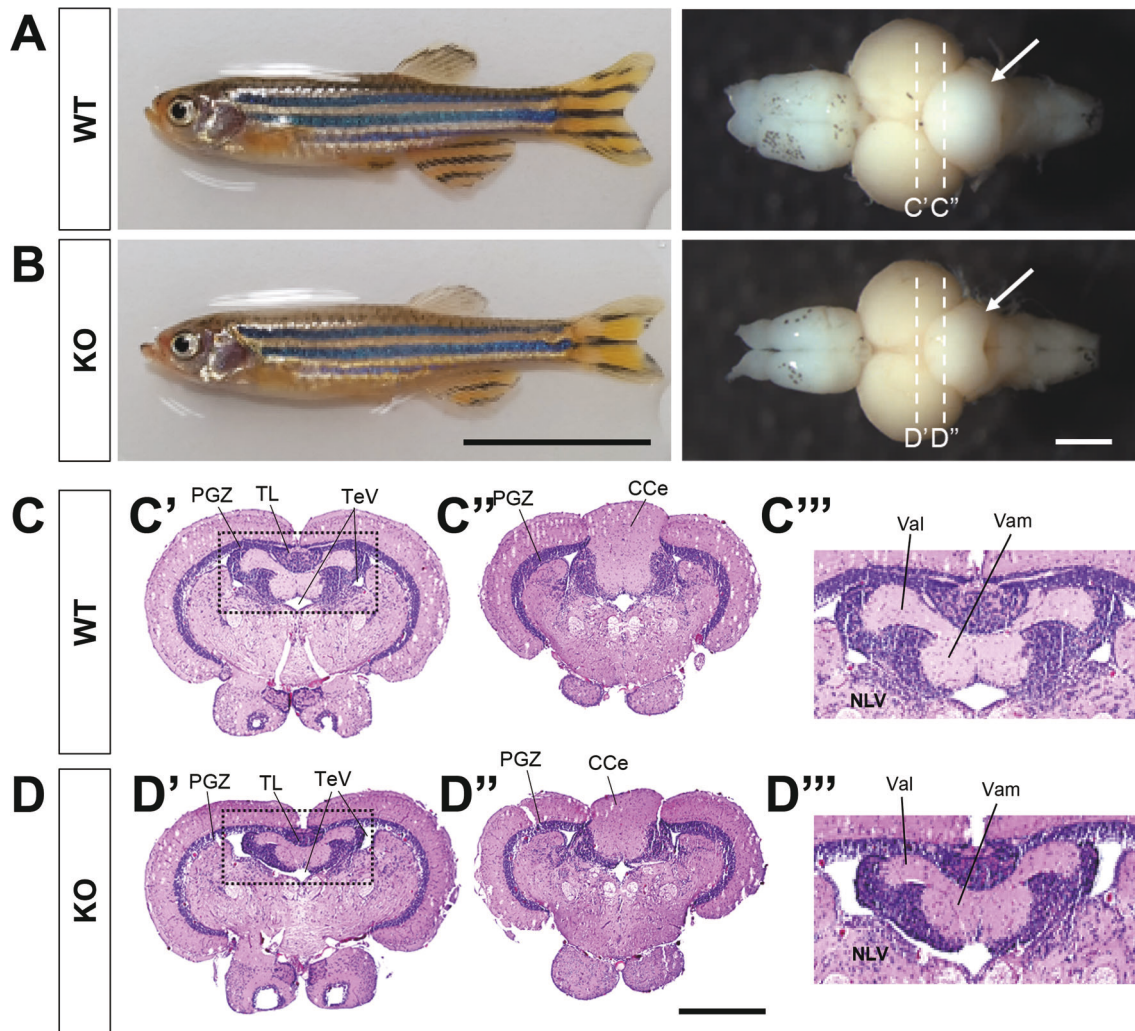 A
WT
C' C"
B
KO
D' D"
C
WT
C'
PGZ
TL
TeV
C"
PGZ
CCe
C'''
Val
Vam
NLV
D
KO
D'
PGZ
TL
TeV
D"
PGZ
CCe
D'''
Val
Vam
NLV